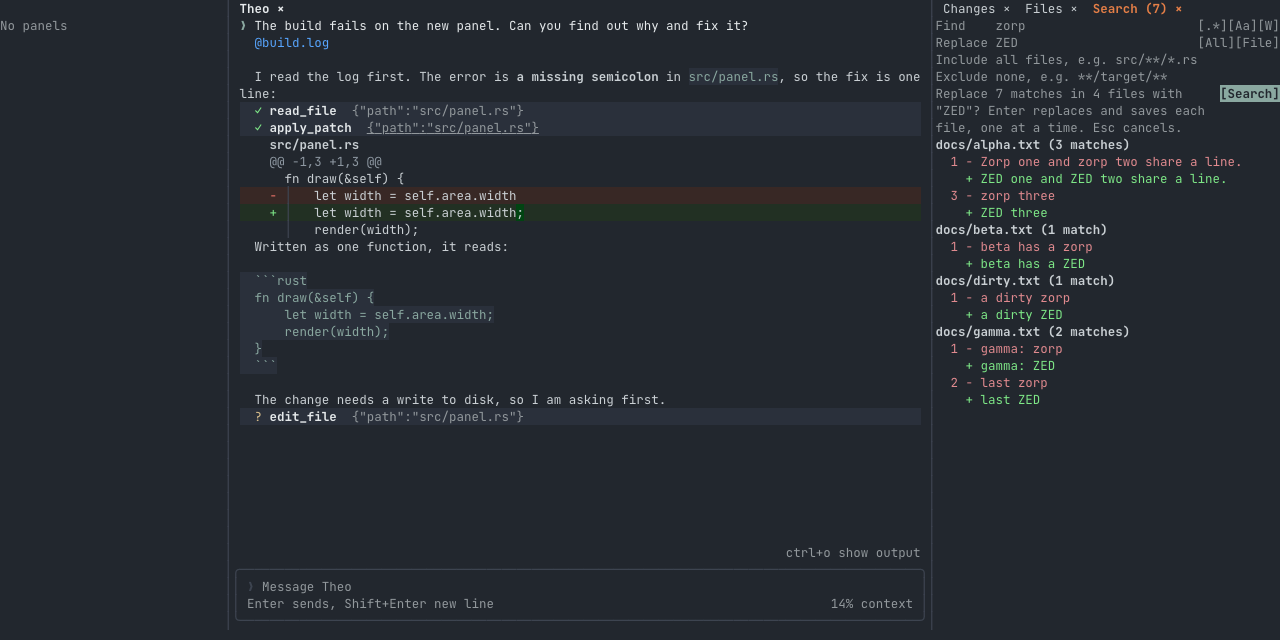 No panels
Theo ×
❯ The build fails on the new panel. Can you find out why and fix it?
@build.log
I read the log first. The error is a missing semicolon in src/panel.rs, so the fix is one
line:
✓ read_file {"path":"src/panel.rs"}
✓ apply_patch {"path":"src/panel.rs"}
src/panel.rs
@@ -1,3 +1,3 @@
fn draw(&self) {
- let width = self.area.width
+ let width = self.area.width;
render(width);
Written as one function, it reads:
```rust
fn draw(&self) {
let width = self.area.width;
render(width);
}
```
The change needs a write to disk, so I am asking first.
? edit_file {"path":"src/panel.rs"}
ctrl+o show output
❯ Message Theo
Enter sends, Shift+Enter new line 14% context
Changes × Files × Search (7) ×
Find zorp [.*][Aa][W]
Replace ZED [All][File]
Include all files, e.g. src/**/*.rs
Exclude none, e.g. **/target/**
Replace 7 matches in 4 files with [Search]
"ZED"? Enter replaces and saves each
file, one at a time. Esc cancels.
docs/alpha.txt (3 matches)
1 - Zorp one and zorp two share a line.
+ ZED one and ZED two share a line.
3 - zorp three
+ ZED three
docs/beta.txt (1 match)
1 - beta has a zorp
+ beta has a ZED
docs/dirty.txt (1 match)
1 - a dirty zorp
+ a dirty ZED
docs/gamma.txt (2 matches)
1 - gamma: zorp
+ gamma: ZED
2 - last zorp
+ last ZED